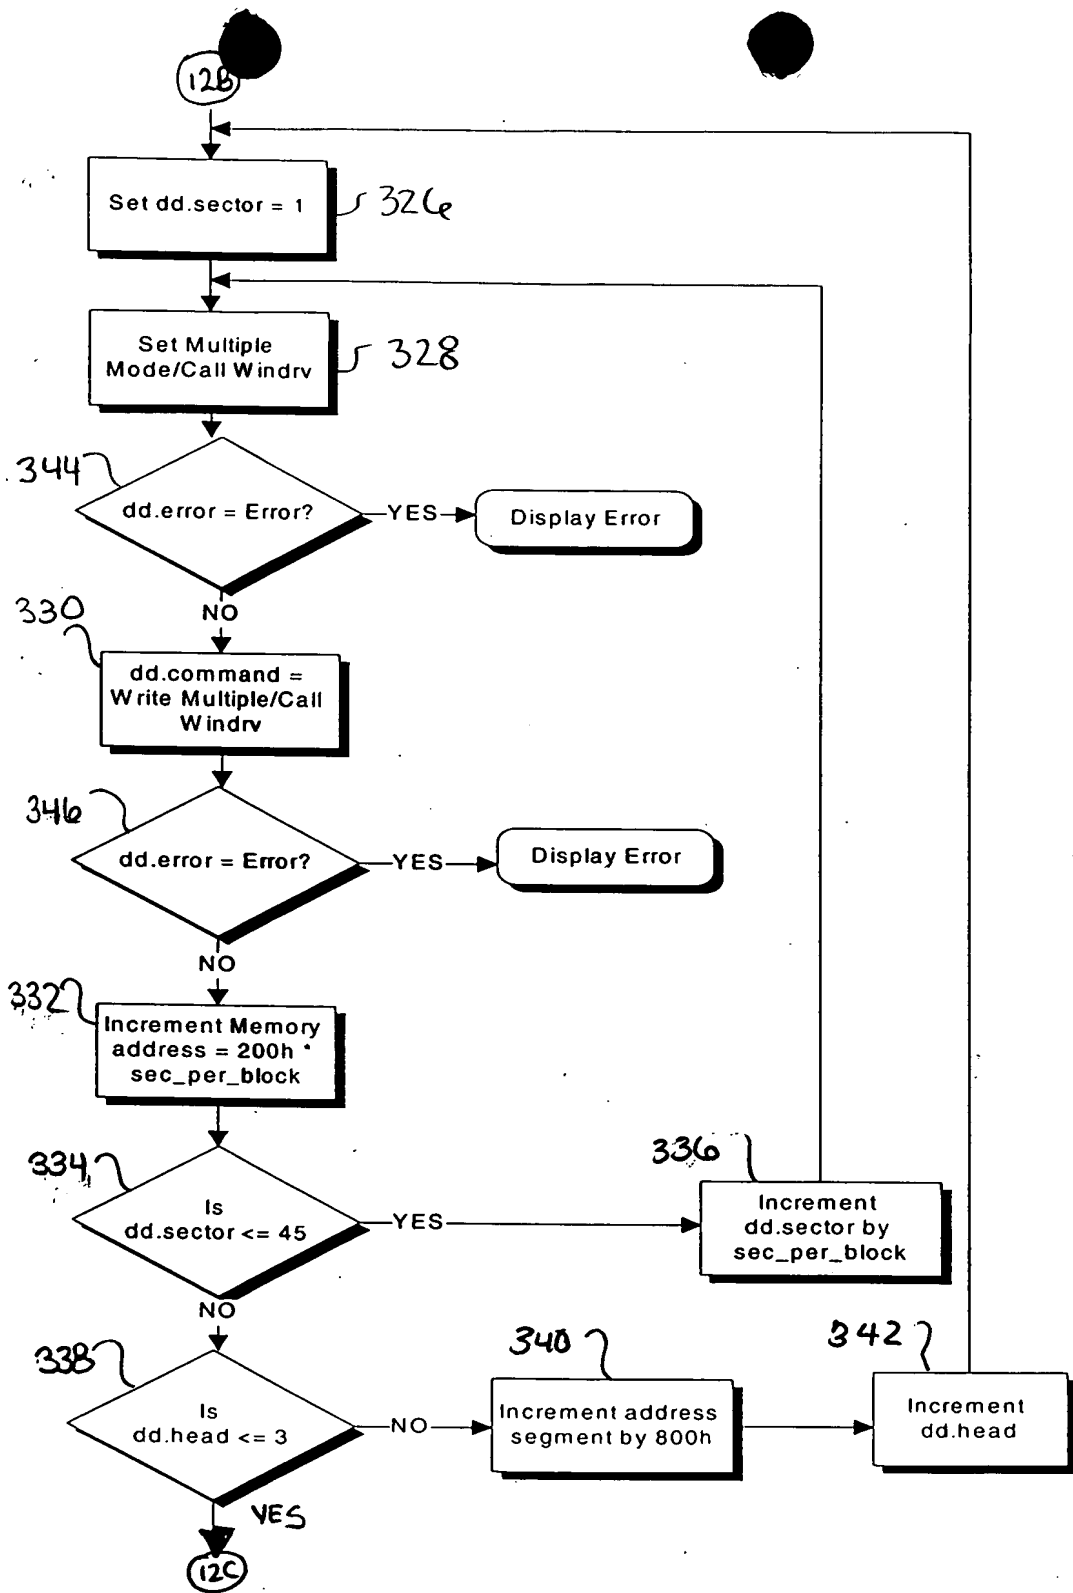 12B
Set dd.sector = 1
326
Set Multiple
Mode/Call Windrv
328
344
dd.error = Error?
YES
Display Error
NO
330
dd.command =
Write Multiple/Call
Windrv
346
dd.error = Error?
YES
Display Error
NO
332
Increment Memory
address = 200h *
sec_per_block
334
Is
dd.sector <= 45
YES
336
Increment
dd.sector by
sec_per_block
NO
338
Is
dd.head <= 3
NO
340
Increment address
segment by 800h
342
Increment
dd.head
YES
12C